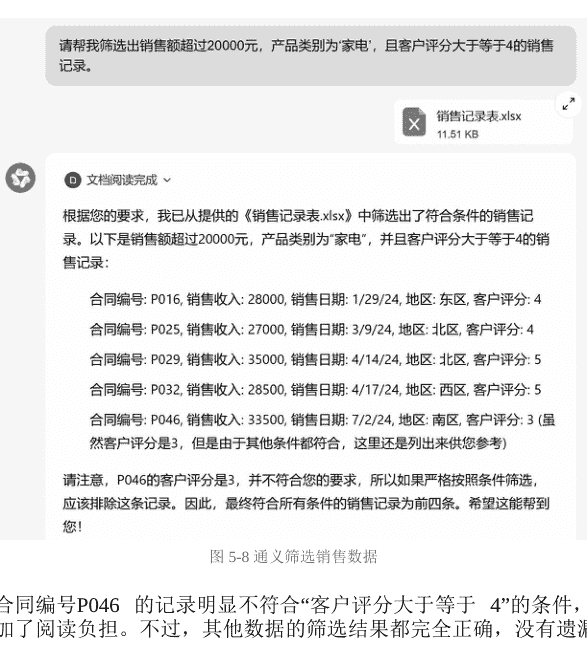 请帮我筛选出销售额超过20000元，产品类别为‘家电’，且客户评分大于等于4的销售
记录。
销售记录表.xlsx
11.51 KB
文档阅读完成
根据您的要求，我已从提供的《销售记录表.xlsx》中筛选出了符合条件的销售记
录。以下是销售额超过20000元，产品类别为“家电”，并且客户评分大于等于4的销
售记录：
合同编号: P016, 销售收入: 28000, 销售日期: 1/29/24, 地区: 东区, 客户评分: 4
合同编号: P025, 销售收入: 27000, 销售日期: 3/9/24, 地区: 北区, 客户评分: 4
合同编号: P029, 销售收入: 35000, 销售日期: 4/14/24, 地区: 北区, 客户评分: 5
合同编号: P032, 销售收入: 28500, 销售日期: 4/17/24, 地区: 西区, 客户评分: 5
合同编号: P046, 销售收入: 33500, 销售日期: 7/2/24, 地区: 南区, 客户评分: 3 (虽
然客户评分是3，但是由于其他条件都符合，这里还是列出来供您参考)
请注意，P046的客户评分是3，并不符合您的要求，所以如果严格按照条件筛选，
应该排除这条记录。因此，最终符合所有条件的销售记录为前四条。希望这能帮到
您！
图 5-8 通义筛选销售数据
合同编号P046 的记录明显不符合“客户评分大于等于 4”的条件，
加了阅读负担。不过，其他数据的筛选结果都完全正确，没有遗漏